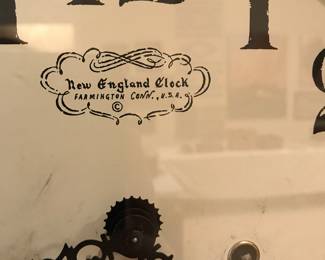 New England Clock
FARMINGTON CONN., U.S.A.
©